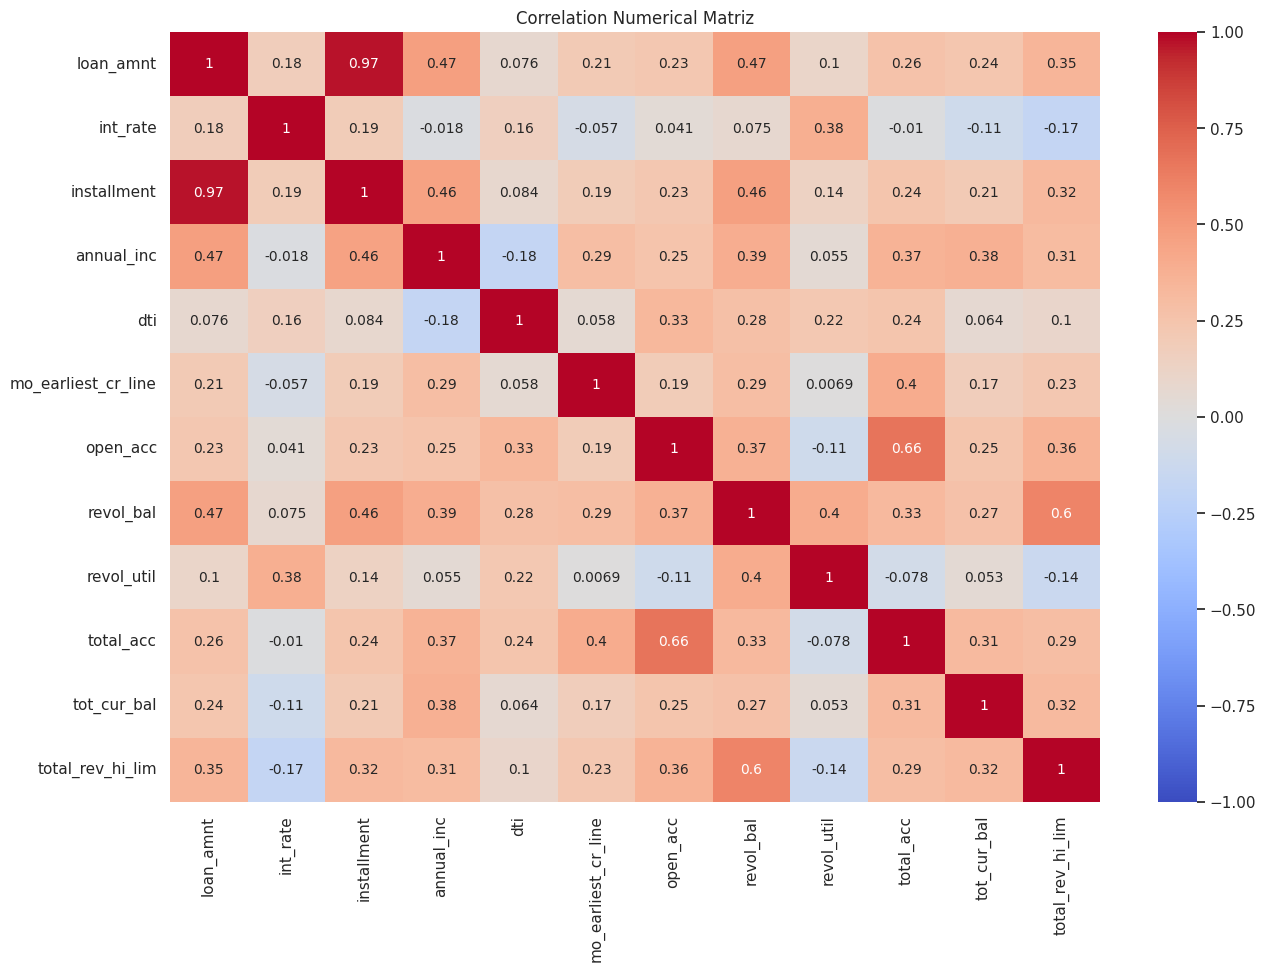 Correlation Numerical Matriz
loan_amnt 1 0.18 0.97 0.47 0.076 0.21 0.23 0.47 0.1 0.26 0.24 0.35
int_rate 0.18 1 0.19 -0.018 0.16 -0.057 0.041 0.075 0.38 -0.01 -0.11 -0.17
installment 0.97 0.19 1 0.46 0.084 0.19 0.23 0.46 0.14 0.24 0.21 0.32
annual_inc 0.47 -0.018 0.46 1 -0.18 0.29 0.25 0.39 0.055 0.37 0.38 0.31
dti 0.076 0.16 0.084 -0.18 1 0.058 0.33 0.28 0.22 0.24 0.064 0.1
mo_earliest_cr_line 0.21 -0.057 0.19 0.29 0.058 1 0.19 0.29 0.0069 0.4 0.17 0.23
open_acc 0.23 0.041 0.23 0.25 0.33 0.19 1 0.37 -0.11 0.66 0.25 0.36
revol_bal 0.47 0.075 0.46 0.39 0.28 0.29 0.37 1 0.4 0.33 0.27 0.6
revol_util 0.1 0.38 0.14 0.055 0.22 0.0069 -0.11 0.4 1 -0.078 0.053 -0.14
total_acc 0.26 -0.01 0.24 0.37 0.24 0.4 0.66 0.33 -0.078 1 0.31 0.29
tot_cur_bal 0.24 -0.11 0.21 0.38 0.064 0.17 0.25 0.27 0.053 0.31 1 0.32
total_rev_hi_lim 0.35 -0.17 0.32 0.31 0.1 0.23 0.36 0.6 -0.14 0.29 0.32 1
loan_amnt
int_rate
installment
annual_inc
dti
mo_earliest_cr_line
open_acc
revol_bal
revol_util
total_acc
tot_cur_bal
total_rev_hi_lim
1.00
0.75
0.50
0.25
0.00
−0.25
−0.50
−0.75
−1.00